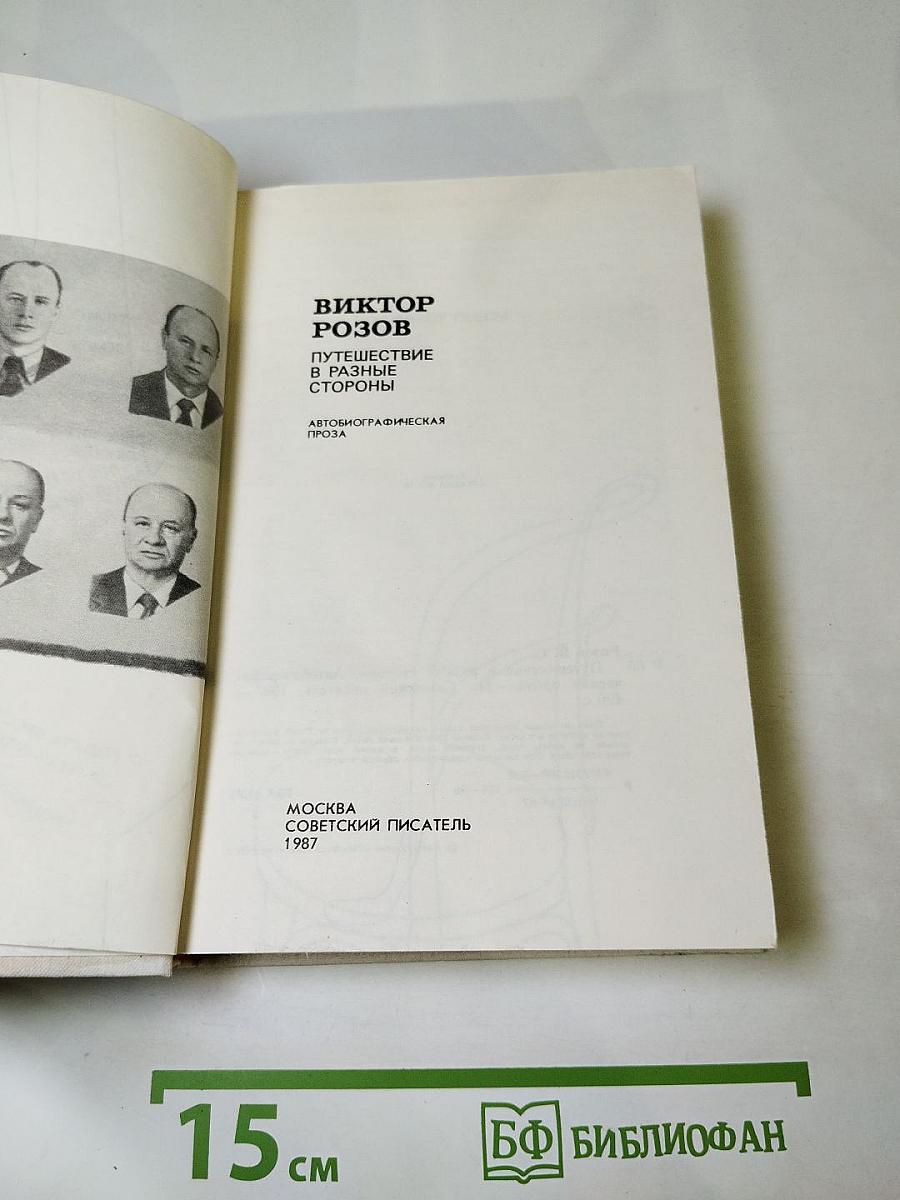 ВИКТОР
РОЗОВ
ПУТЕШЕСТВИЕ
В РАЗНЫЕ
СТОРОНЫ
АВТОБИОГРАФИЧЕСКАЯ
ПРОЗА
МОСКВА
СОВЕТСКИЙ ПИСАТЕЛЬ
1987
15 см
БФ БИБЛИОФАН